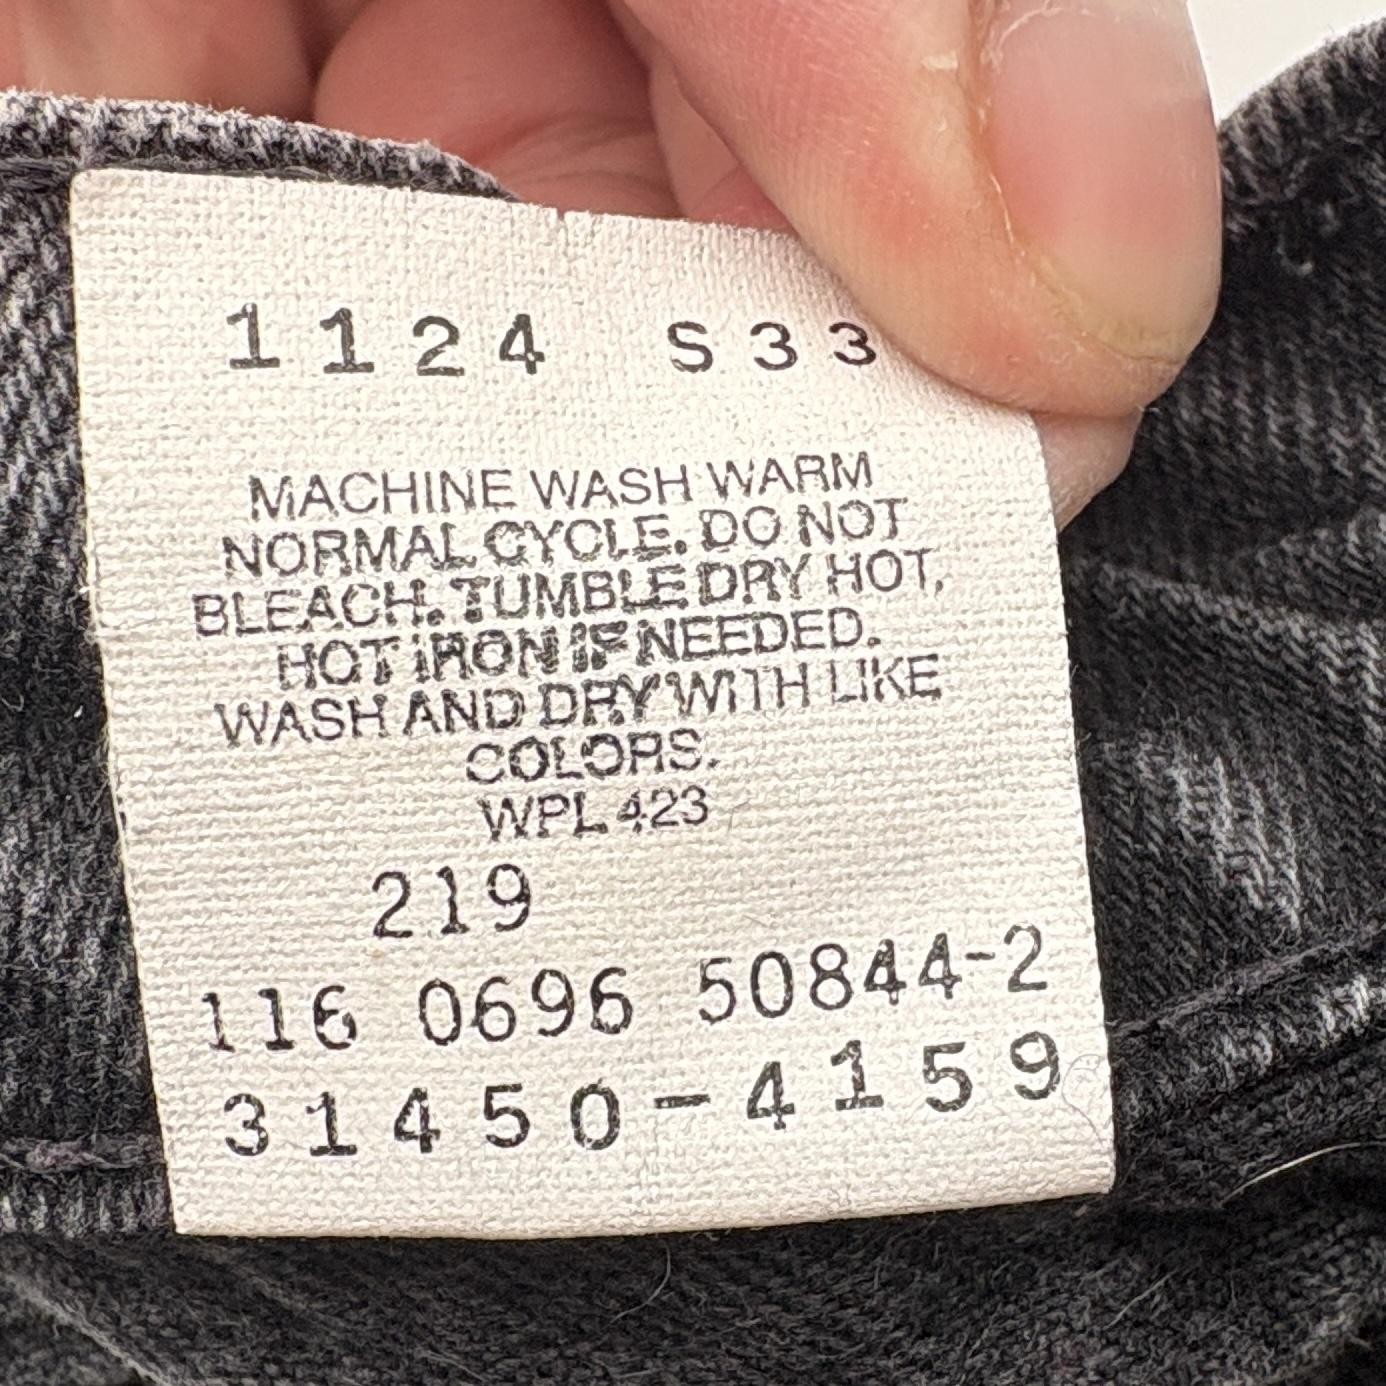 1124 S33
MACHINE WASH WARM
NORMAL CYCLE. DO NOT
BLEACH. TUMBLE DRY HOT,
HOT IRON IF NEEDED.
WASH AND DRY WITH LIKE
COLORS.
WPL 423
219
116 0696 50844-2
31450-4159